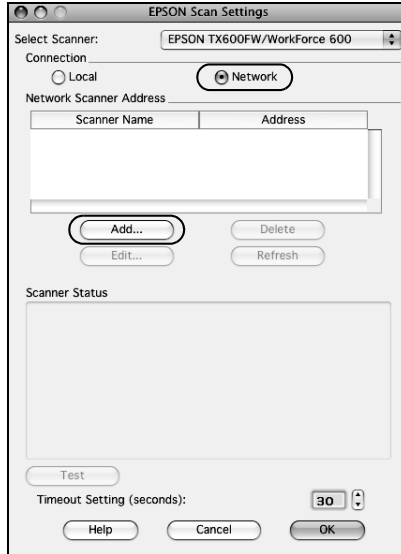 EPSON Scan Settings
Select Scanner: EPSON TX600FW/WorkForce 600
Connection
Local Network
Network Scanner Address
Scanner Name Address
Add... Delete
Edit... Refresh
Scanner Status
Test
Timeout Setting (seconds): 30
Help Cancel OK